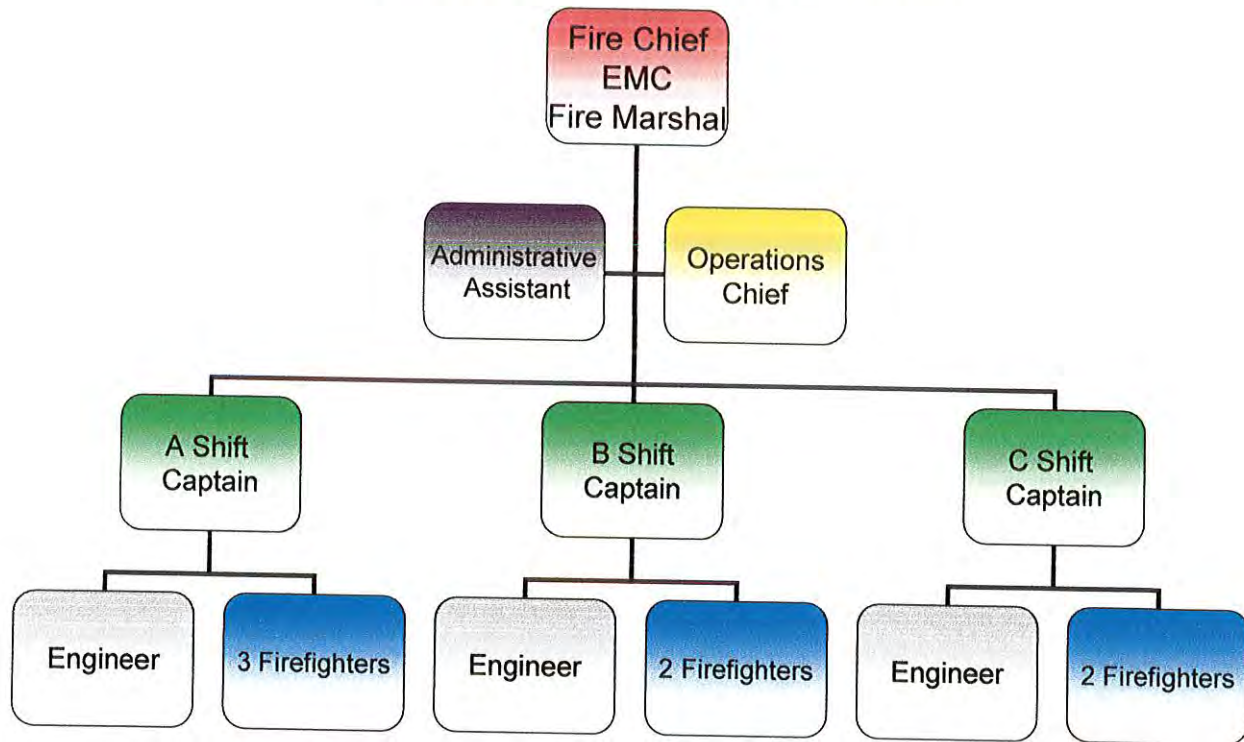 Fire Chief
EMC
Fire Marshal
Administrative
Assistant
Operations
Chief
A Shift
Captain
B Shift
Captain
C Shift
Captain
Engineer
3 Firefighters
Engineer
2 Firefighters
Engineer
2 Firefighters